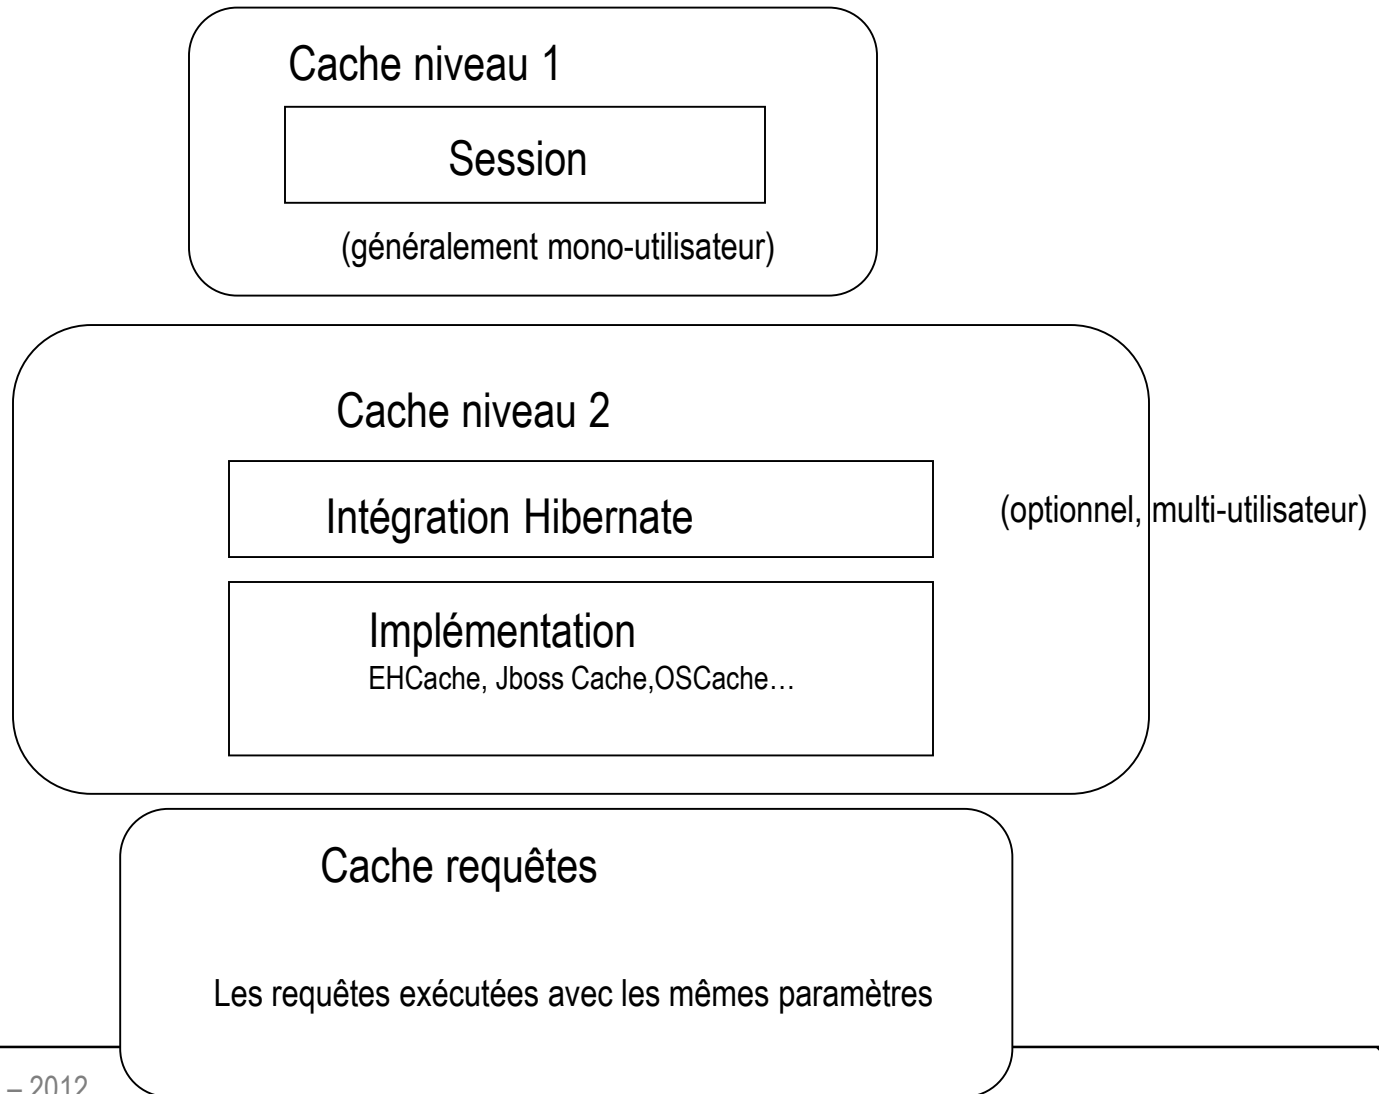 Cache niveau 1
Session
(généralement mono-utilisateur)
Cache niveau 2
Intégration Hibernate
(optionnel, multi-utilisateur)
Implémentation
EHCache, Jboss Cache,OSCache…
Cache requêtes
Les requêtes exécutées avec les mêmes paramètres
– 2012